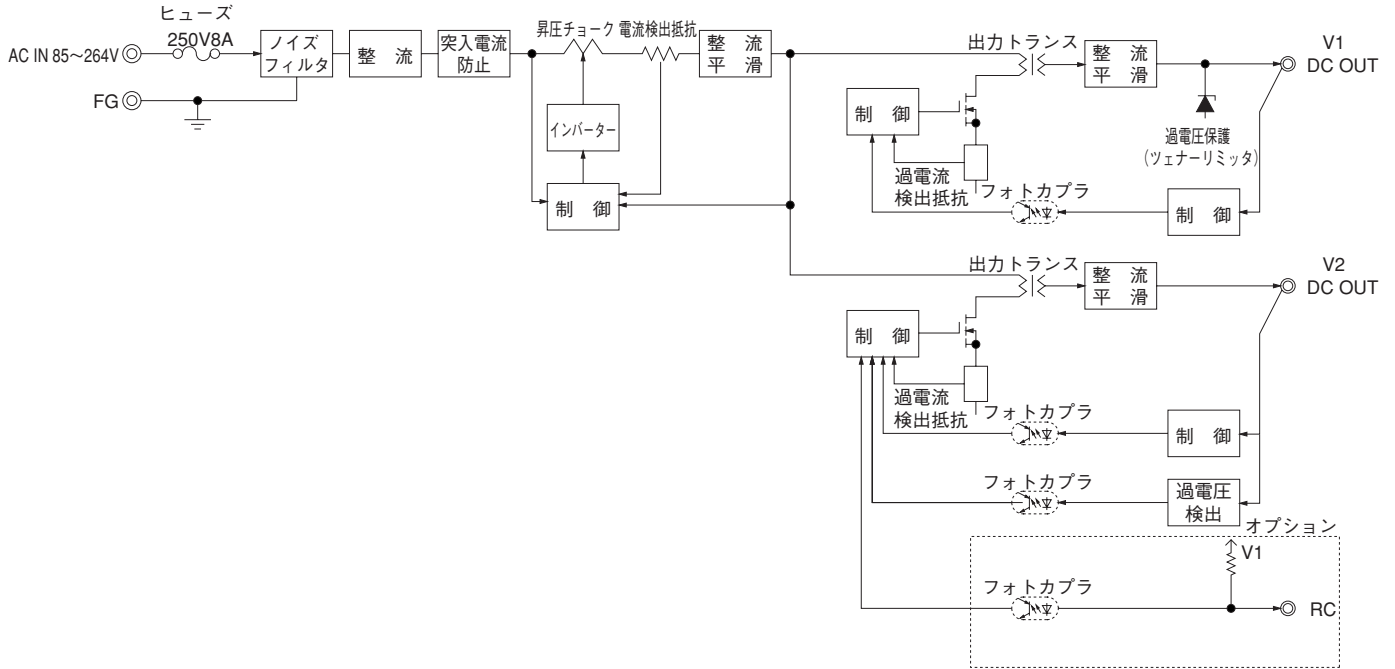 ヒューズ
250V8A
AC IN 85～264V
FG
ノイズ
フィルタ
整 流
突入電流
防止
昇圧チョーク 電流検出抵抗
整 流
平 滑
インバーター
制 御
出力トランス
整 流
平 滑
V1
DC OUT
制 御
過電流
検出抵抗
過電圧保護
(ツェナーリミッタ)
フォトカプラ
制 御
出力トランス
整 流
平 滑
V2
DC OUT
制 御
過電流
検出抵抗
フォトカプラ
制 御
フォトカプラ
過電圧
検出
オプション
V1
フォトカプラ
RC